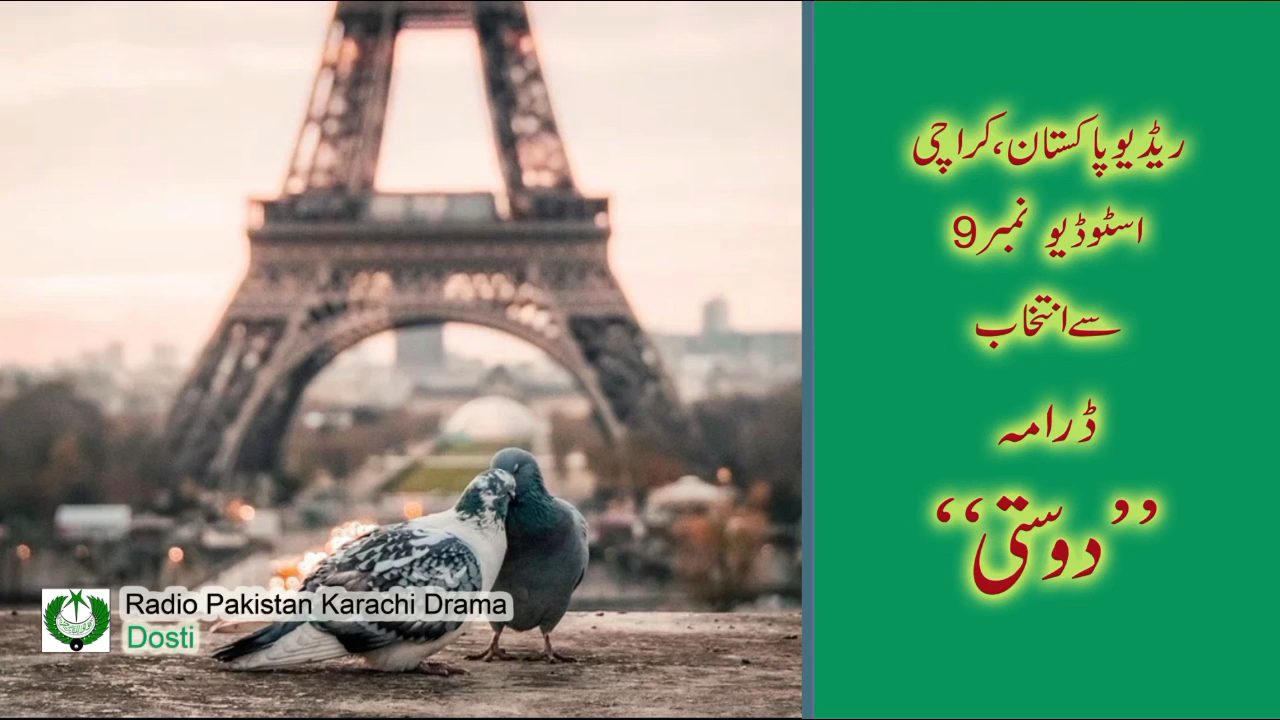 ریڈیو پاکستان، کراچی
اسٹوڈیو نمبر 9
سے انتخاب
ڈرامہ
”دوستی“
Radio Pakistan Karachi Drama
Dosti